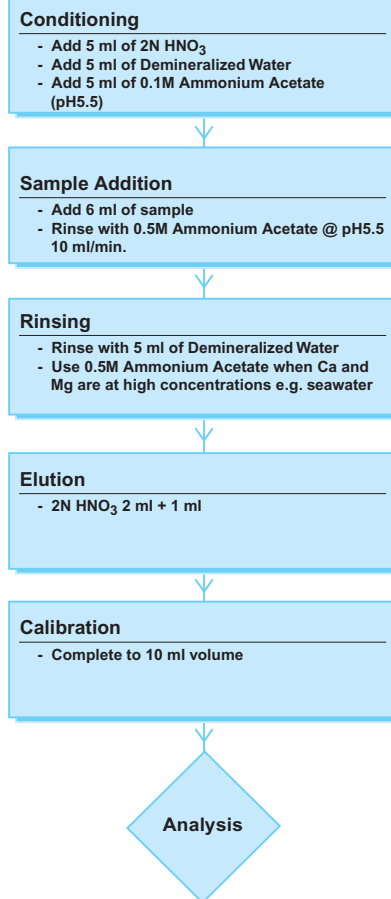 Conditioning
- Add 5 ml of 2N HNO3
- Add 5 ml of Demineralized Water
- Add 5 ml of 0.1M Ammonium Acetate
(pH5.5)
Sample Addition
- Add 6 ml of sample
- Rinse with 0.5M Ammonium Acetate @ pH5.5
10 ml/min.
Rinsing
- Rinse with 5 ml of Demineralized Water
- Use 0.5M Ammonium Acetate when Ca and
Mg are at high concentrations e.g. seawater
Elution
- 2N HNO3 2 ml + 1 ml
Calibration
- Complete to 10 ml volume
Analysis